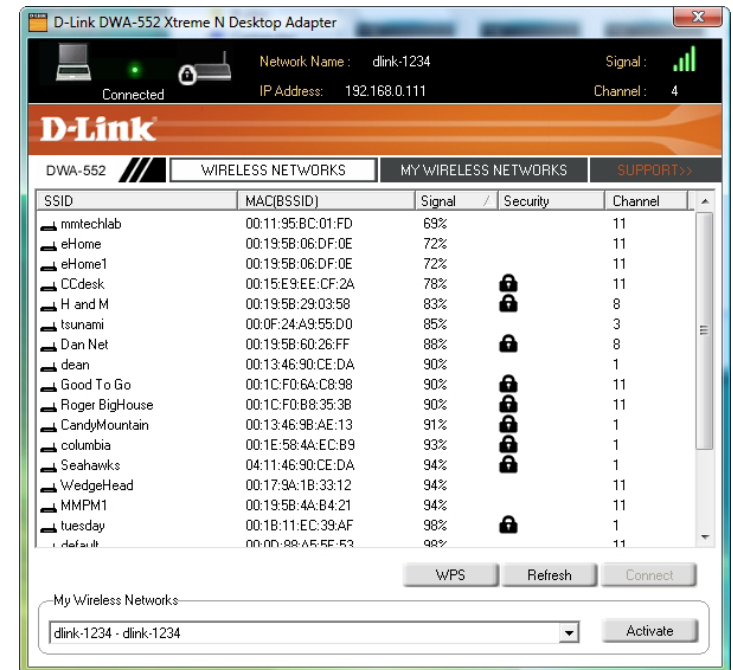 D-Link DWA-552 Xtreme N Desktop Adapter
Network Name : dlink-1234 Signal :
Connected IP Address: 192.168.0.111 Channel : 4
D-Link
DWA-552 WIRELESS NETWORKS MY WIRELESS NETWORKS SUPPORT>>
SSID MAC(BSSID) Signal / Security Channel
mmtechlab 00:11:95:BC:01:FD 69% 11
eHome 00:19:5B:06:DF:0E 72% 11
eHome1 00:19:5B:06:DF:0E 72% 11
CCdesk 00:15:E9:EE:CF:2A 78% 11
H and M 00:19:5B:29:03:58 83% 8
tsunami 00:0F:24:A9:55:D0 85% 3
Dan Net 00:19:5B:60:26:FF 88% 8
dean 00:13:46:90:CE:DA 90% 1
Good To Go 00:1C:F0:6A:C8:98 90% 11
Roger BigHouse 00:1C:F0:B8:35:3B 90% 11
CandyMountain 00:13:46:9B:AE:13 91% 1
columbia 00:1E:58:4A:EC:B9 93% 1
Seahawks 04:11:46:90:CE:DA 94% 1
WedgeHead 00:17:9A:1B:33:12 94% 11
MMPM1 00:19:5B:4A:B4:21 94% 11
tuesday 00:1B:11:EC:39:AF 98% 1
default 00:0D:88:A5:5F:53 98% 11
WPS Refresh Connect
My Wireless Networks
dlink-1234 - dlink-1234 Activate